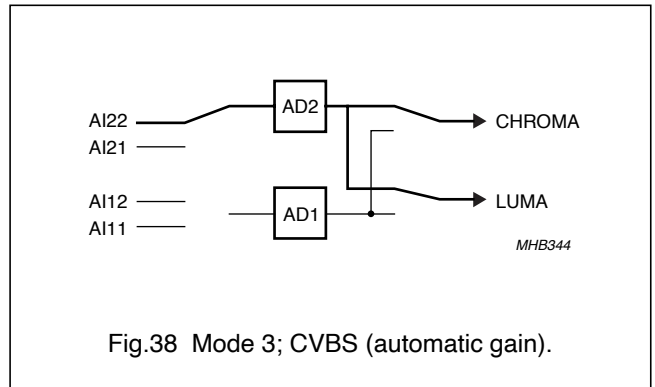 AI22
AI21
AD2
CHROMA
AI12
AI11
AD1
LUMA
MHB344
Fig.38 Mode 3; CVBS (automatic gain).